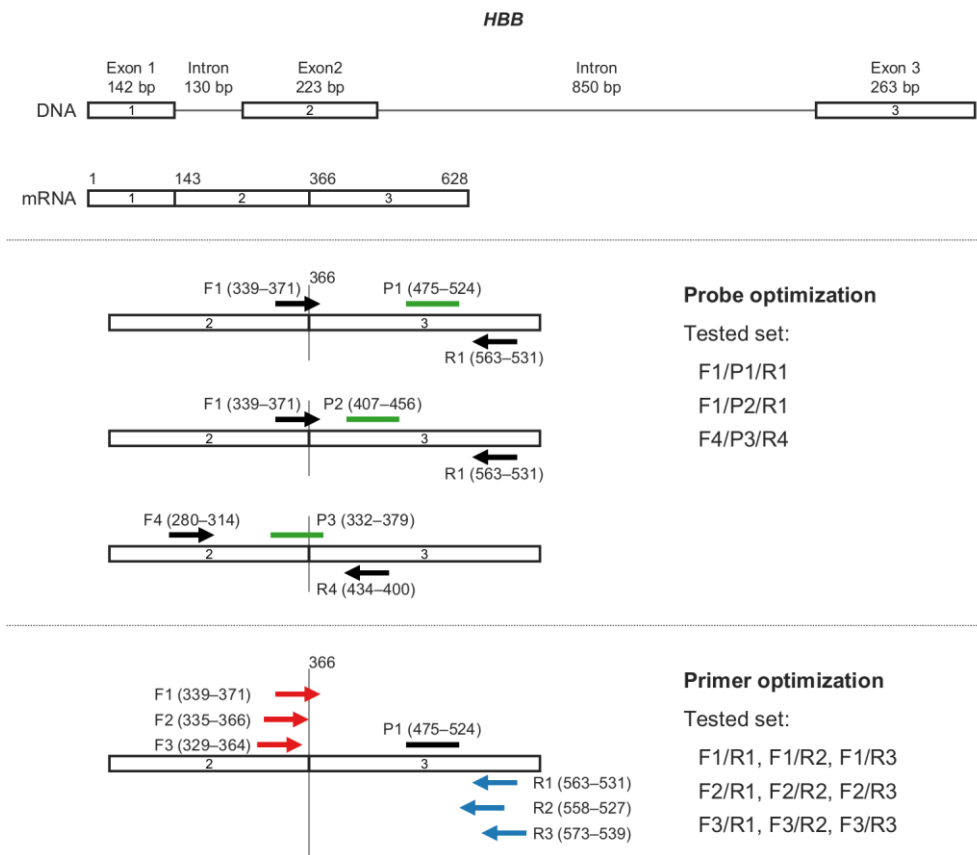 HBB
Exon 1 Intron Exon2 Intron Exon 3
142 bp 130 bp 223 bp 850 bp 263 bp
DNA 1 2 3
1 143 366 628
mRNA 1 2 3
366
F1 (339–371) P1 (475–524)
2 3
R1 (563–531)
F1 (339–371) P2 (407–456)
2 3
R1 (563–531)
F4 (280–314) P3 (332–379)
2 3
R4 (434–400)
Probe optimization
Tested set:
F1/P1/R1
F1/P2/R1
F4/P3/R4
366
F1 (339–371)
F2 (335–366)
F3 (329–364) P1 (475–524)
2 3
R1 (563–531)
R2 (558–527)
R3 (573–539)
Primer optimization
Tested set:
F1/R1, F1/R2, F1/R3
F2/R1, F2/R2, F2/R3
F3/R1, F3/R2, F3/R3